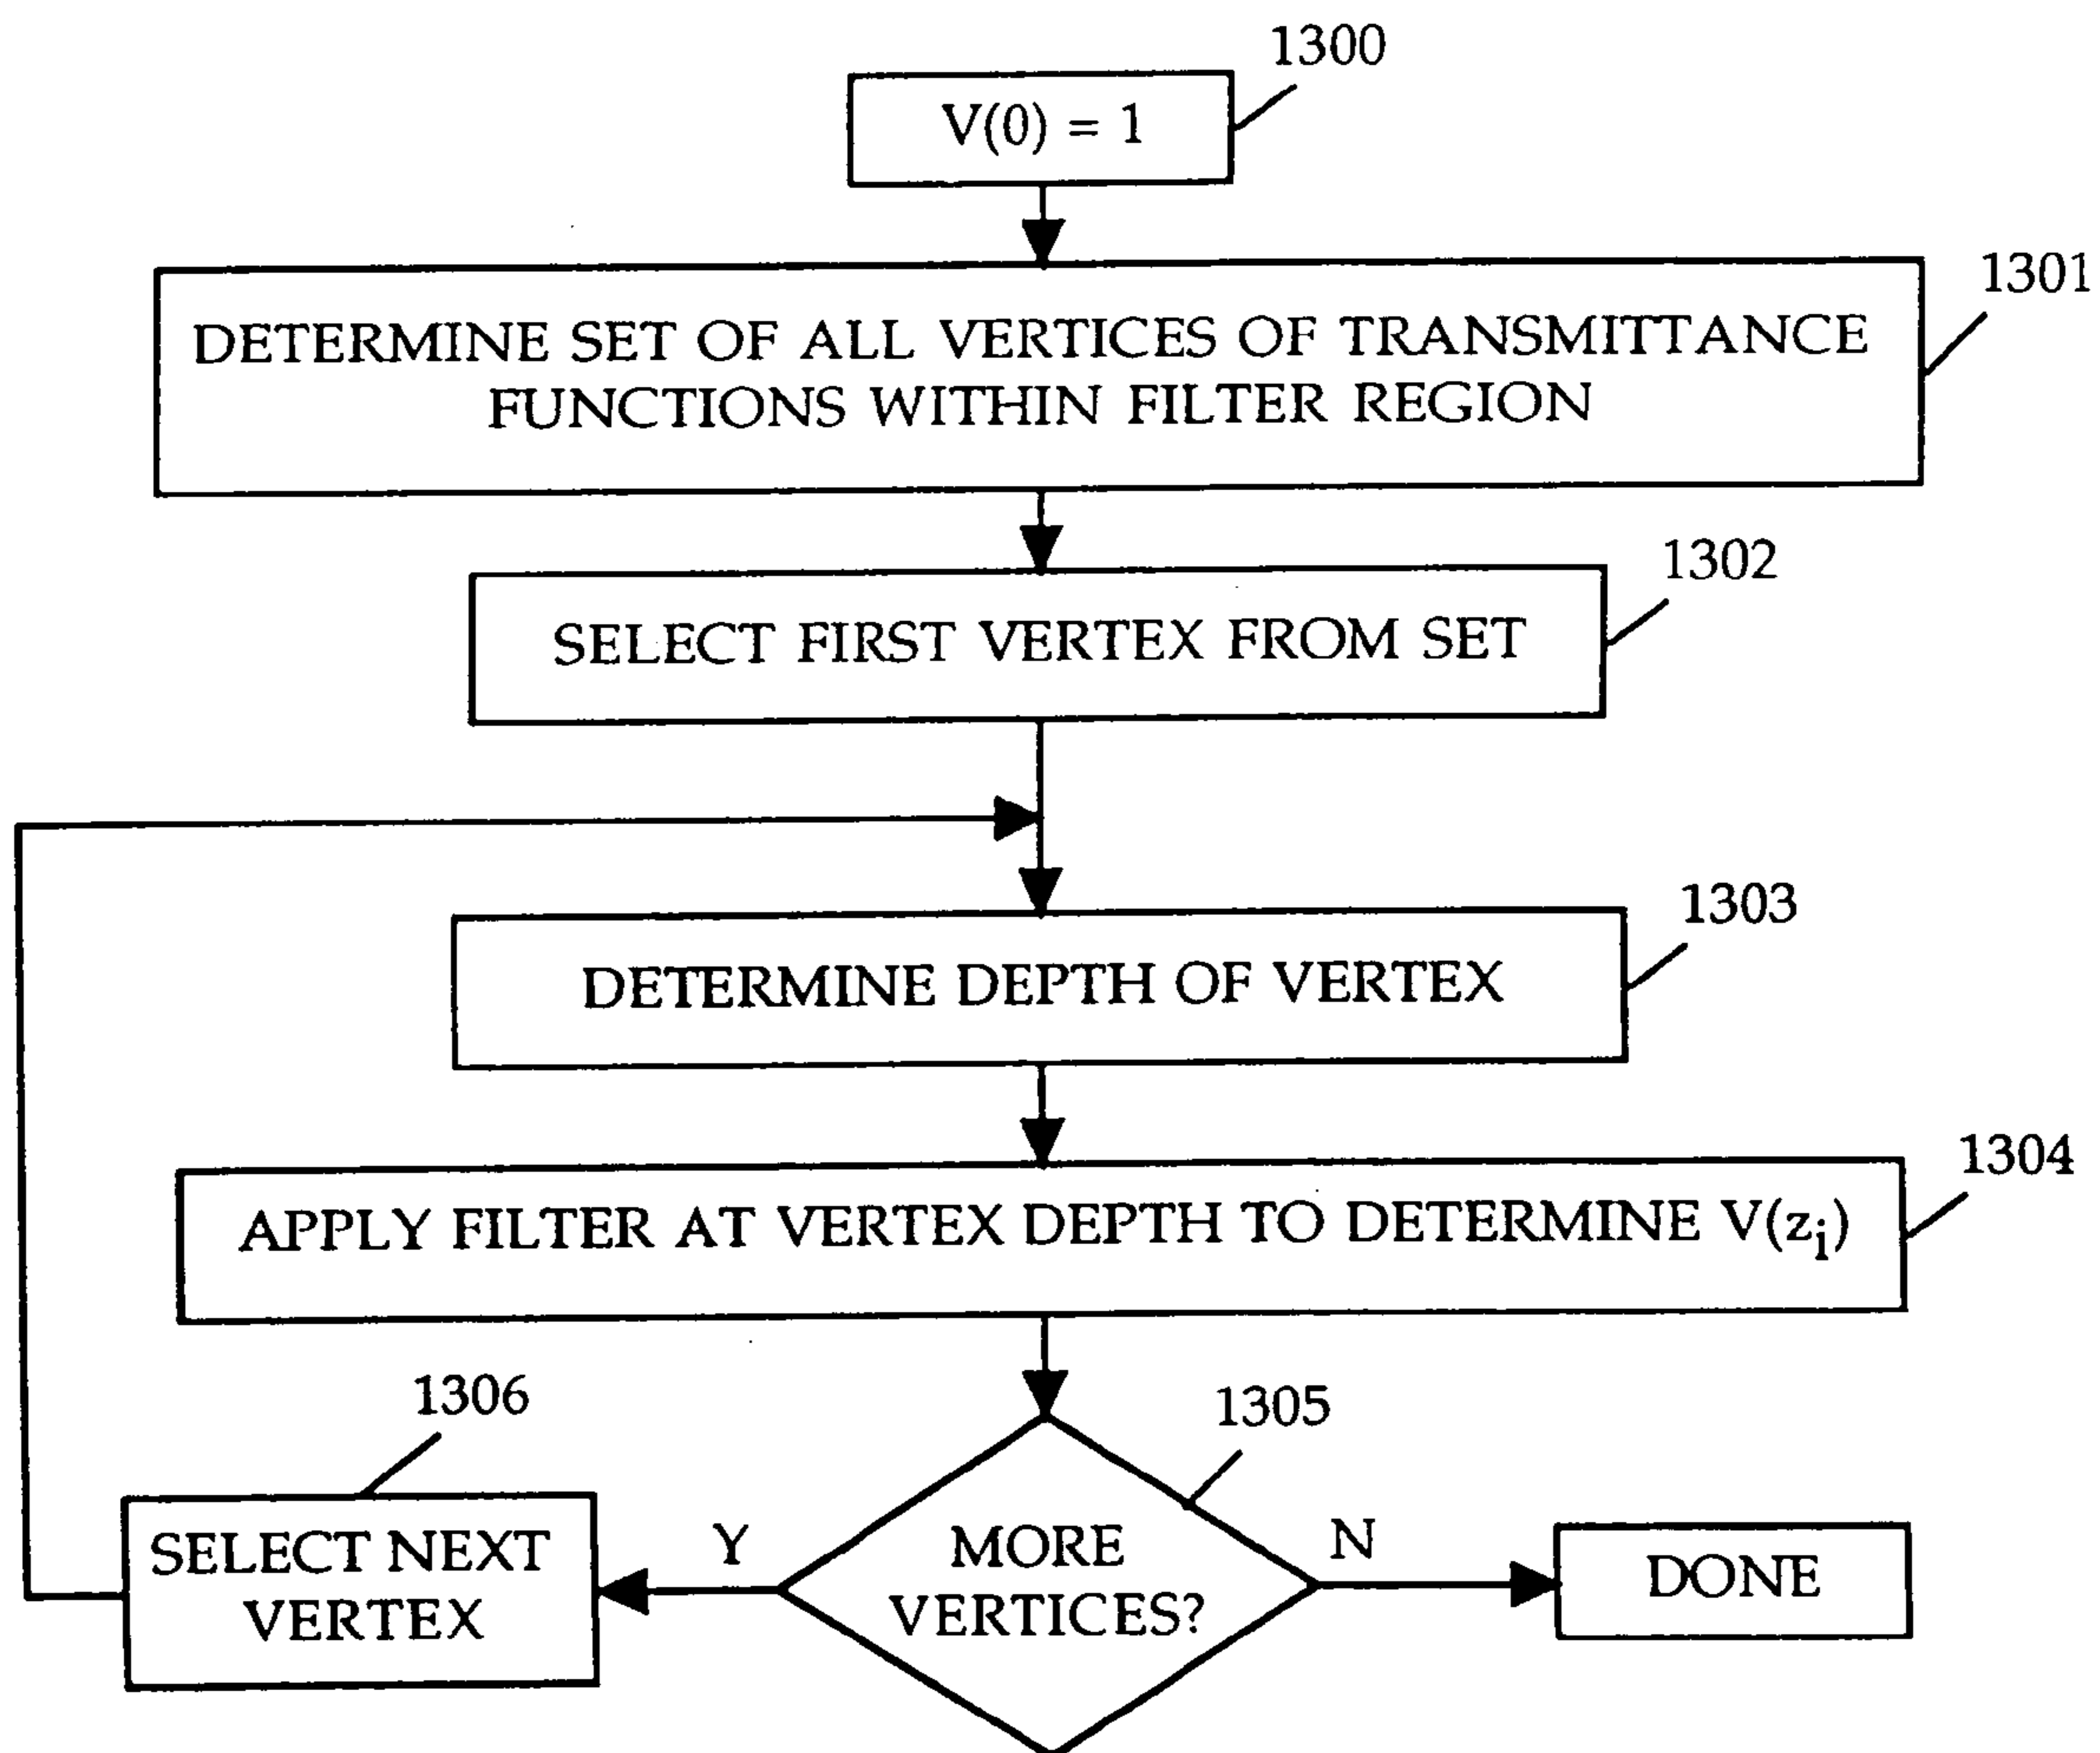 1300
V(0) = 1
1301
DETERMINE SET OF ALL VERTICES OF TRANSMITTANCE
FUNCTIONS WITHIN FILTER REGION
1302
SELECT FIRST VERTEX FROM SET
1303
DETERMINE DEPTH OF VERTEX
1304
APPLY FILTER AT VERTEX DEPTH TO DETERMINE V(zi)
1306
1305
SELECT NEXT
VERTEX
Y
MORE
VERTICES?
N
DONE